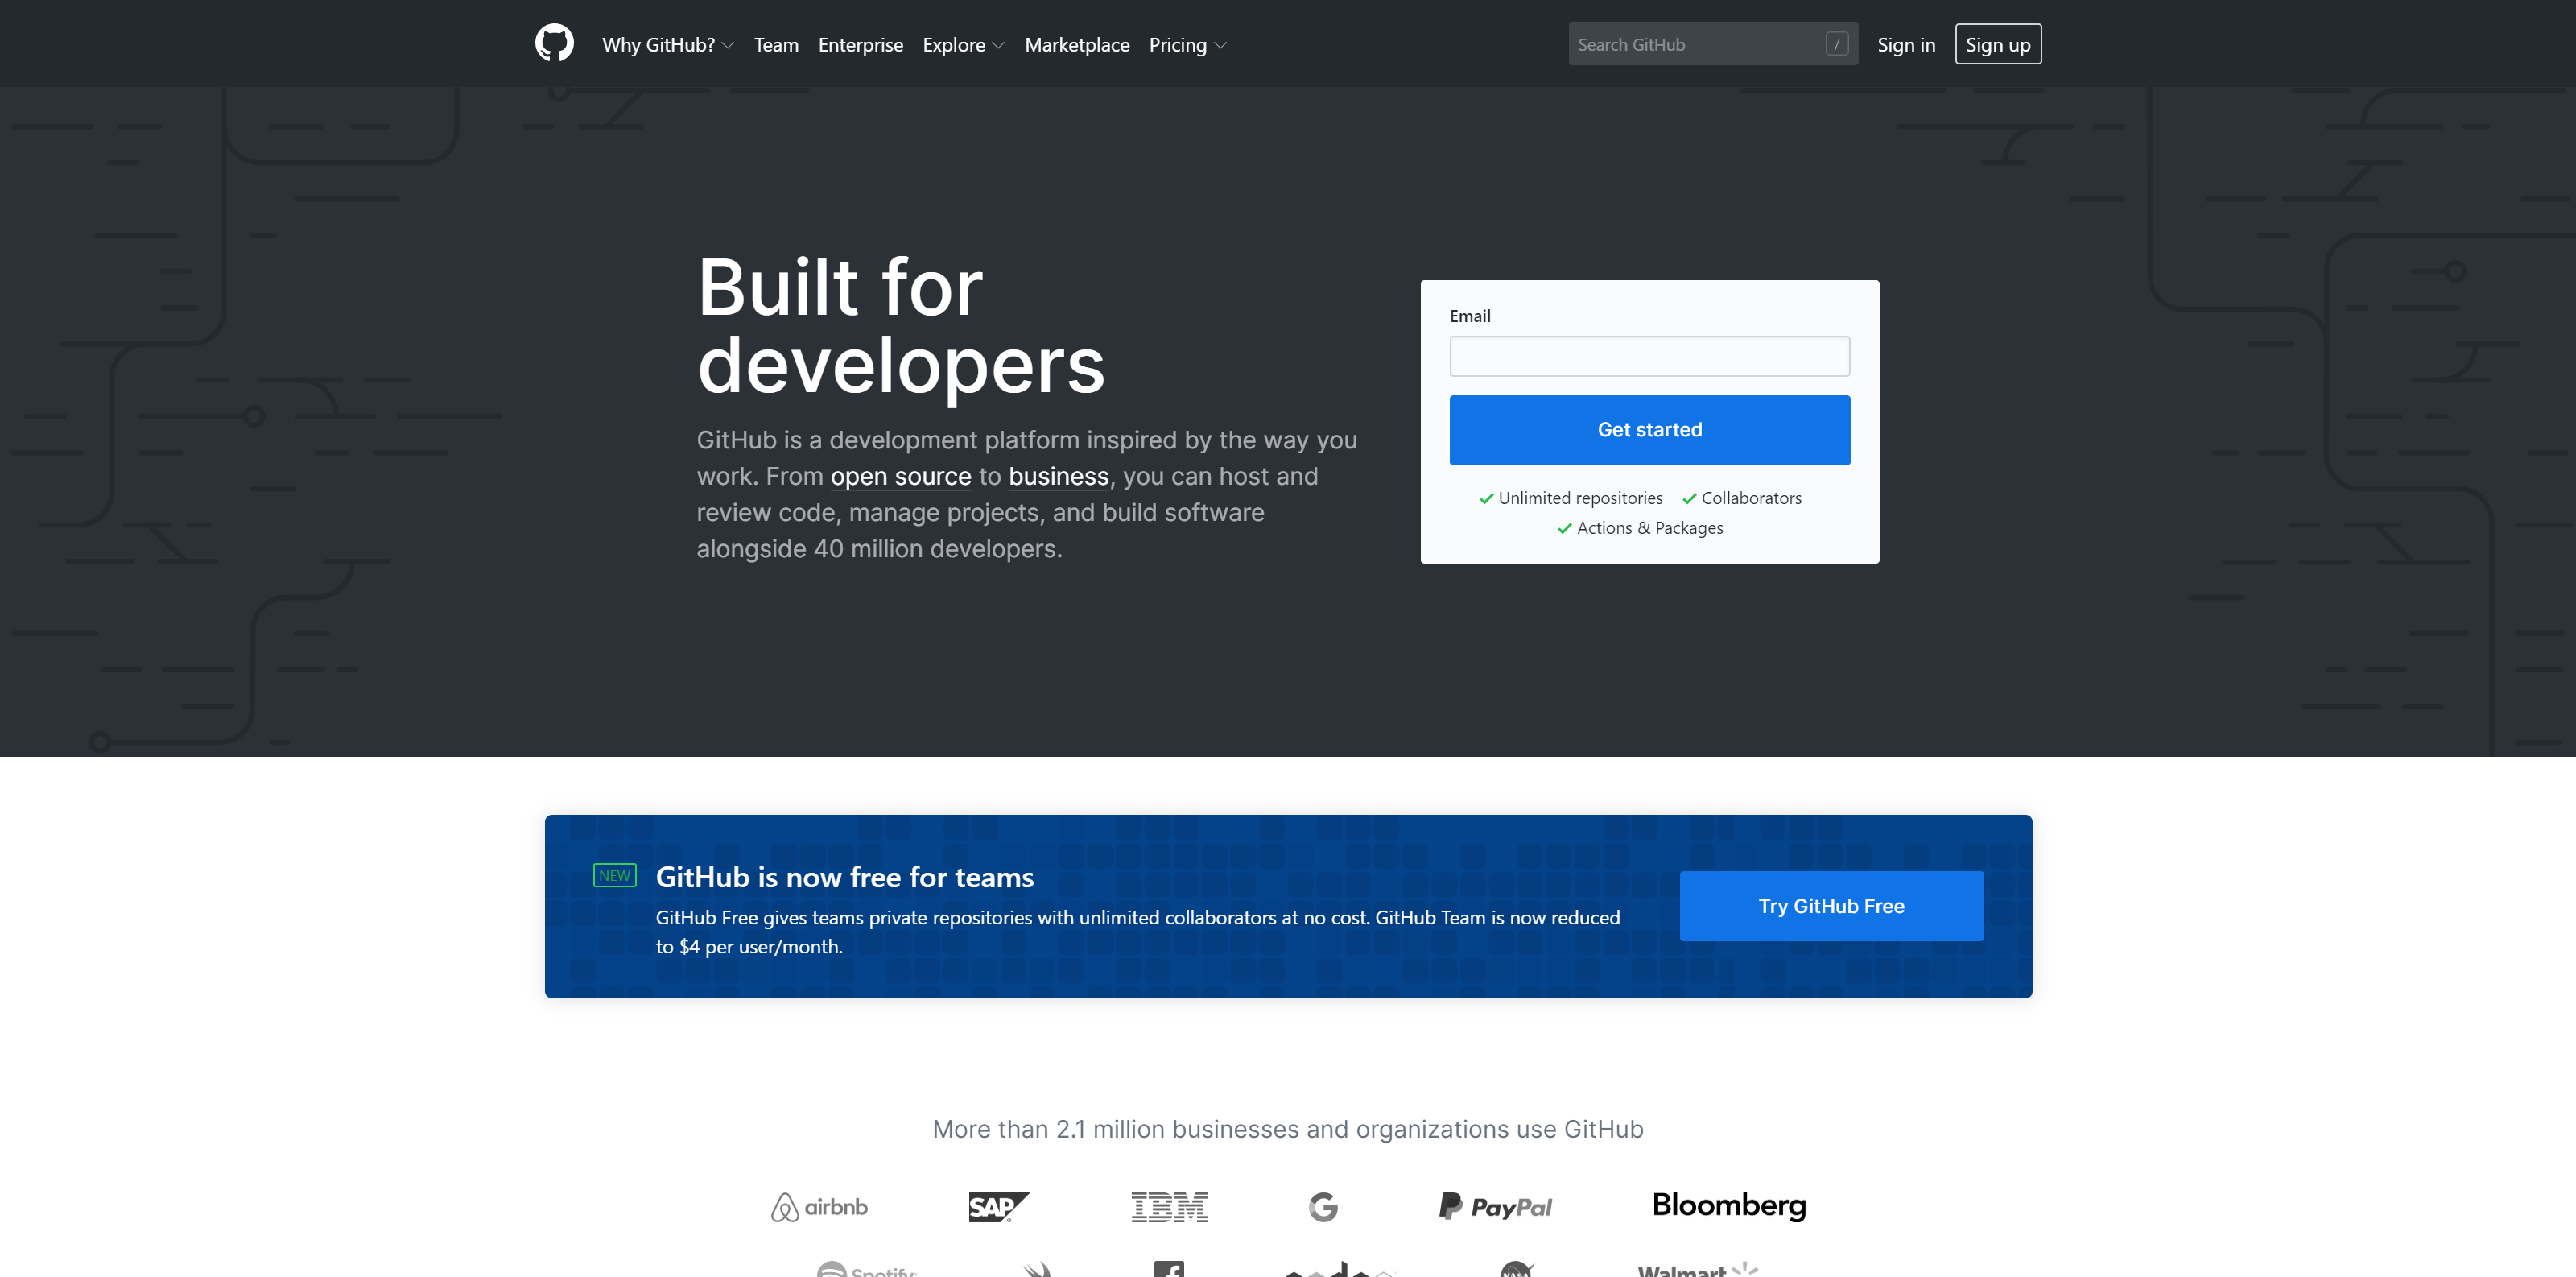 Why GitHub? Team Enterprise Explore Marketplace Pricing Search GitHub / Sign in Sign up
Built for
developers
GitHub is a development platform inspired by the way you
work. From open source to business, you can host and
review code, manage projects, and build software
alongside 40 million developers.
Email
Get started
Unlimited repositories Collaborators
Actions & Packages
NEW GitHub is now free for teams
GitHub Free gives teams private repositories with unlimited collaborators at no cost. GitHub Team is now reduced
to $4 per user/month.
Try GitHub Free
More than 2.1 million businesses and organizations use GitHub
airbnb SAP IBM G PayPal Bloomberg
Spotify NASA Walmart